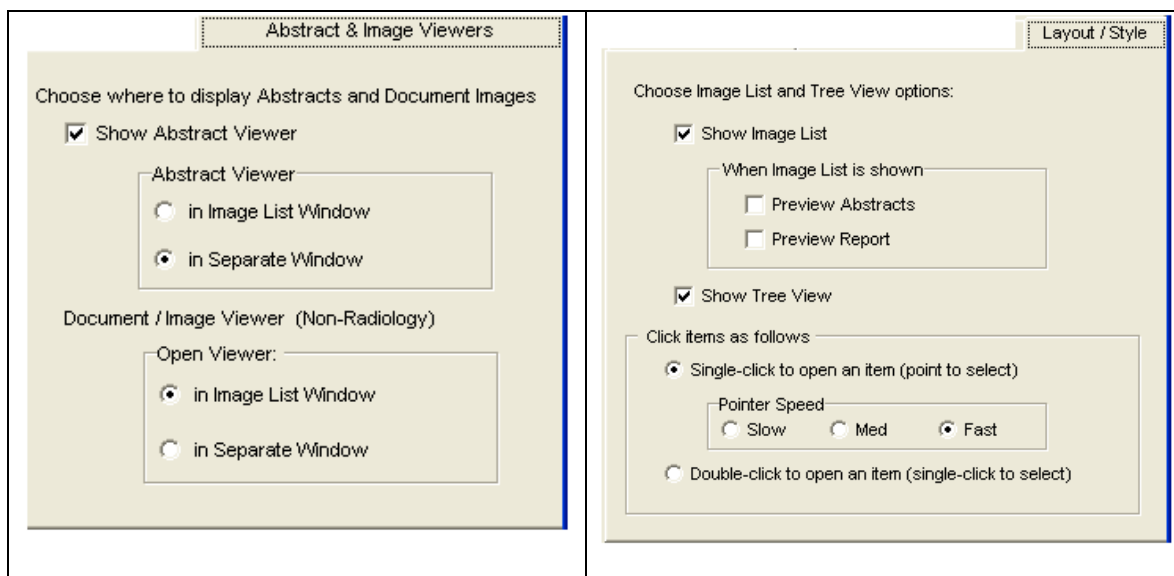 Abstract & Image Viewers
Choose where to display Abstracts and Document Images
Show Abstract Viewer
Abstract Viewer
in Image List Window
in Separate Window
Document / Image Viewer (Non-Radiology)
Open Viewer:
in Image List Window
in Separate Window
Layout / Style
Choose Image List and Tree View options:
Show Image List
When Image List is shown
Preview Abstracts
Preview Report
Show Tree View
Click items as follows
Single-click to open an item (point to select)
Pointer Speed
Slow Med Fast
Double-click to open an item (single-click to select)